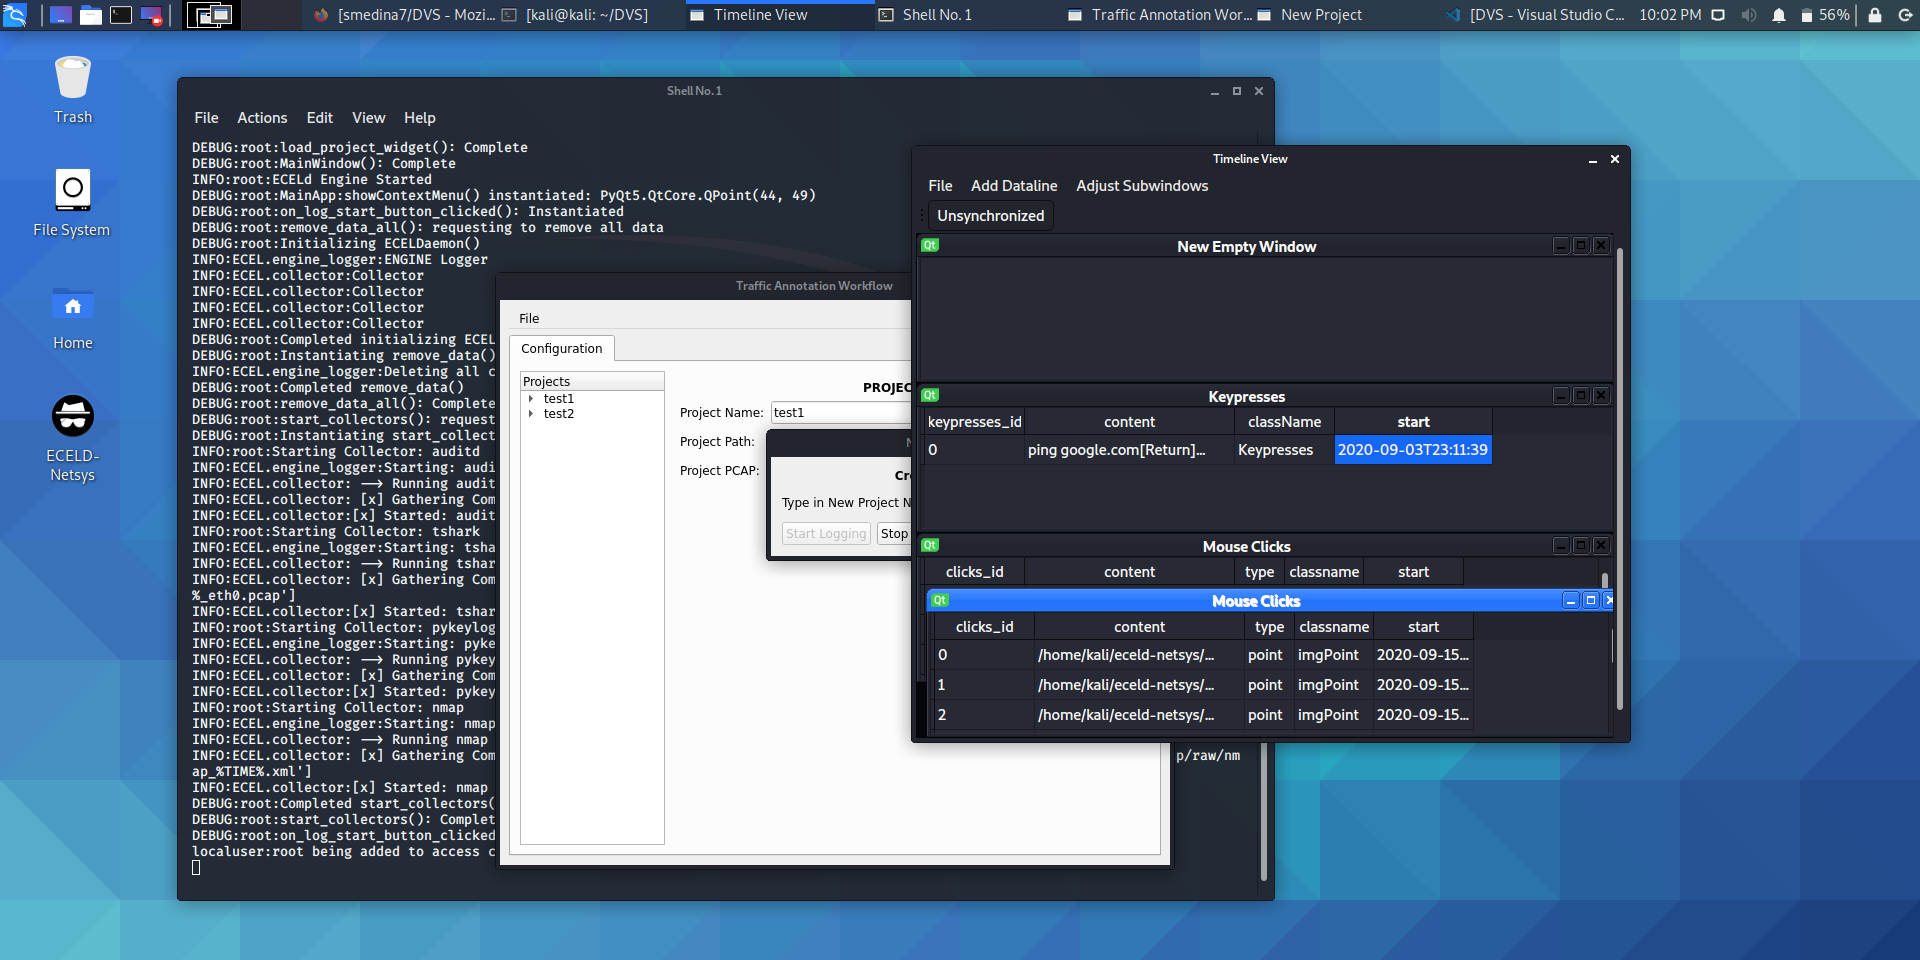 [smedina7/DVS - Mozi...
[kali@kali: ~/DVS]
Timeline View
Shell No. 1
Traffic Annotation Wor...
New Project
[DVS - Visual Studio C...
10:02 PM
56%
Trash
File System
Home
ECELD-
Netsys
Shell No. 1
File Actions Edit View Help
DEBUG:root:load_project_widget(): Complete
DEBUG:root:MainWindow(): Complete
INFO:root:ECELd Engine Started
DEBUG:root:MainApp:showContextMenu() instantiated: PyQt5.QtCore.QPoint(44, 49)
DEBUG:root:on_log_start_button_clicked(): Instantiated
DEBUG:root:remove_data_all(): requesting to remove all data
DEBUG:root:Initializing ECELDaemon()
INFO:ECEL.engine_logger:ENGINE Logger
INFO:ECEL.collector:Collector
INFO:ECEL.collector:Collector
INFO:ECEL.collector:Collector
INFO:ECEL.collector:Collector
DEBUG:root:Completed initializing ECEL
DEBUG:root:Instantiating remove_data()
INFO:ECEL.engine_logger:Deleting all c
DEBUG:root:Completed remove_data()
DEBUG:root:remove_data_all(): Complete
DEBUG:root:start_collectors(): request
DEBUG:root:Instantiating start_collect
INFO:root:Starting Collector: auditd
INFO:ECEL.engine_logger:Starting: audi
INFO:ECEL.collector: —> Running audit
INFO:ECEL.collector: [x] Gathering Com
INFO:ECEL.collector:[x] Started: audit
INFO:root:Starting Collector: tshark
INFO:ECEL.engine_logger:Starting: tsha
INFO:ECEL.collector: —> Running tshar
INFO:ECEL.collector: [x] Gathering Com
%_eth0.pcap']
INFO:ECEL.collector:[x] Started: tshar
INFO:root:Starting Collector: pykeylog
INFO:ECEL.engine_logger:Starting: pyke
INFO:ECEL.collector: —> Running pykey
INFO:ECEL.collector: [x] Gathering Com
INFO:ECEL.collector:[x] Started: pykey
INFO:root:Starting Collector: nmap
INFO:ECEL.engine_logger:Starting: nmap
INFO:ECEL.collector: —> Running nmap
INFO:ECEL.collector: [x] Gathering Com p/raw/nm
ap_%TIME%.xml']
INFO:ECEL.collector:[x] Started: nmap
DEBUG:root:Completed start_collectors(
DEBUG:root:start_collectors(): Complet
DEBUG:root:on_log_start_button_clicked
localuser:root being added to access c
Traffic Annotation Workflow
File
Configuration
Projects
test1
test2
PROJEC
Project Name: test1
Project Path:
Project PCAP:
N
Cr
Type in New Project N
Start Logging Stop
Timeline View
File Add Dataline Adjust Subwindows
Unsynchronized
Qt New Empty Window
Qt Keypresses
keypresses_id content className start
0 ping google.com[Return]... Keypresses 2020-09-03T23:11:39
Qt Mouse Clicks
clicks_id content type classname start
Qt Mouse Clicks
clicks_id content type classname start
0 /home/kali/eceld-netsys/... point imgPoint 2020-09-15...
1 /home/kali/eceld-netsys/... point imgPoint 2020-09-15...
2 /home/kali/eceld-netsys/... point imgPoint 2020-09-15...